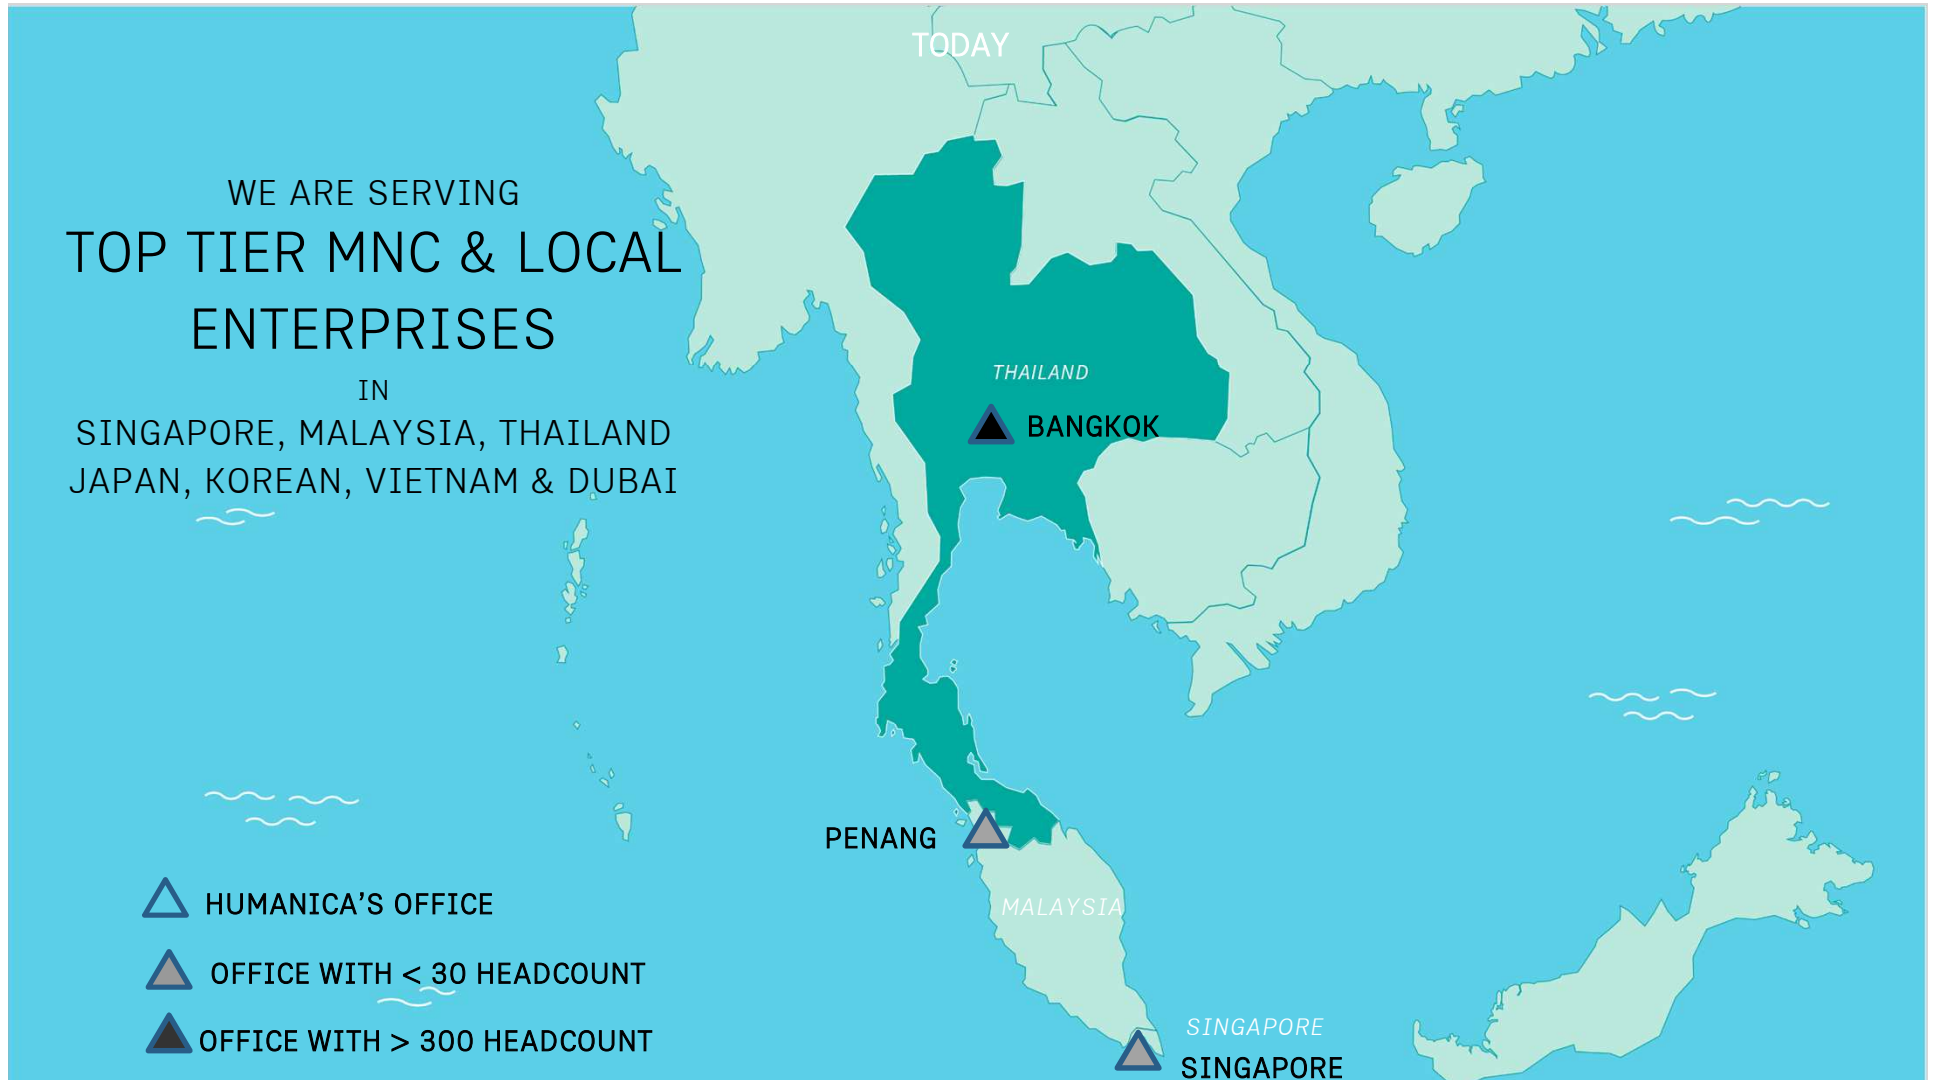 TODAY
WE ARE SERVING
TOP TIER MNC & LOCAL
ENTERPRISES
IN
SINGAPORE, MALAYSIA, THAILAND
JAPAN, KOREAN, VIETNAM & DUBAI
THAILAND
BANGKOK
PENANG
MALAYSIA
HUMANICA'S OFFICE
OFFICE WITH < 30 HEADCOUNT
OFFICE WITH > 300 HEADCOUNT
SINGAPORE
SINGAPORE